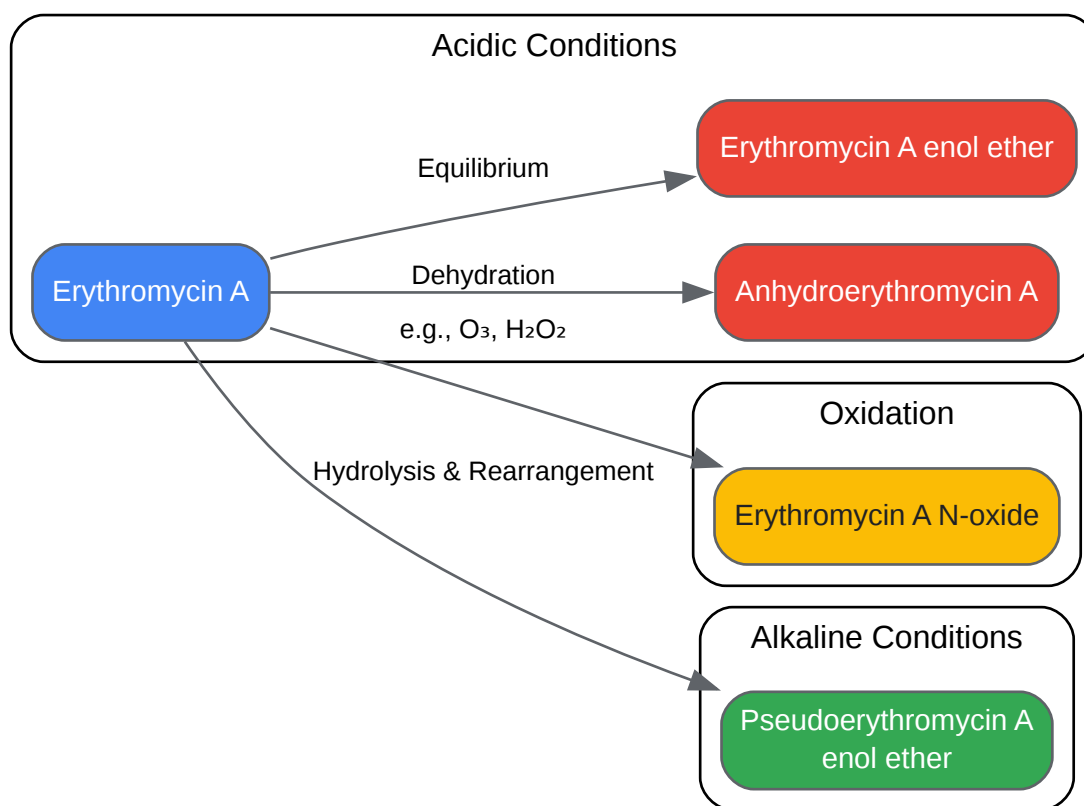 Acidic Conditions
Erythromycin A enol ether
Equilibrium
Erythromycin A
Dehydration
Anhydroerythromycin A
e.g., O₃, H₂O₂
Oxidation
Hydrolysis & Rearrangement
Erythromycin A N-oxide
Alkaline Conditions
Pseudoerythromycin A
enol ether